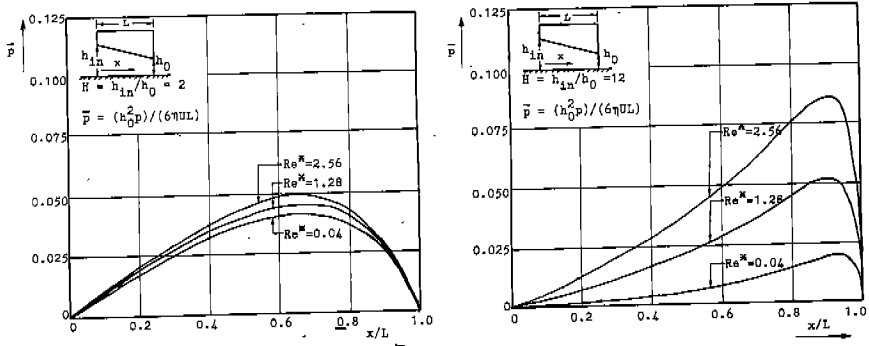 0.125
p̄
L
h_in
x
h_0
H = h_in/h_0 = 2
p̄ = (h_0^2 p)/(6ηUL)
0.100
0.075
0.050
0.025
0
Re*=2.56
Re*=1.28
Re*=0.04
0 0.2 0.4 0.6 0.8 1.0
x/L
0.125
p̄
L
h_in
x
h_0
H = h_in/h_0 =12
p̄ = (h_0^2 p)/(6ηUL)
0.100
0.075
0.050
0.025
0
Re*=2.56
Re*=1.28
Re*=0.04
0 0.2 0.4 0.6 0.8 1.0
x/L